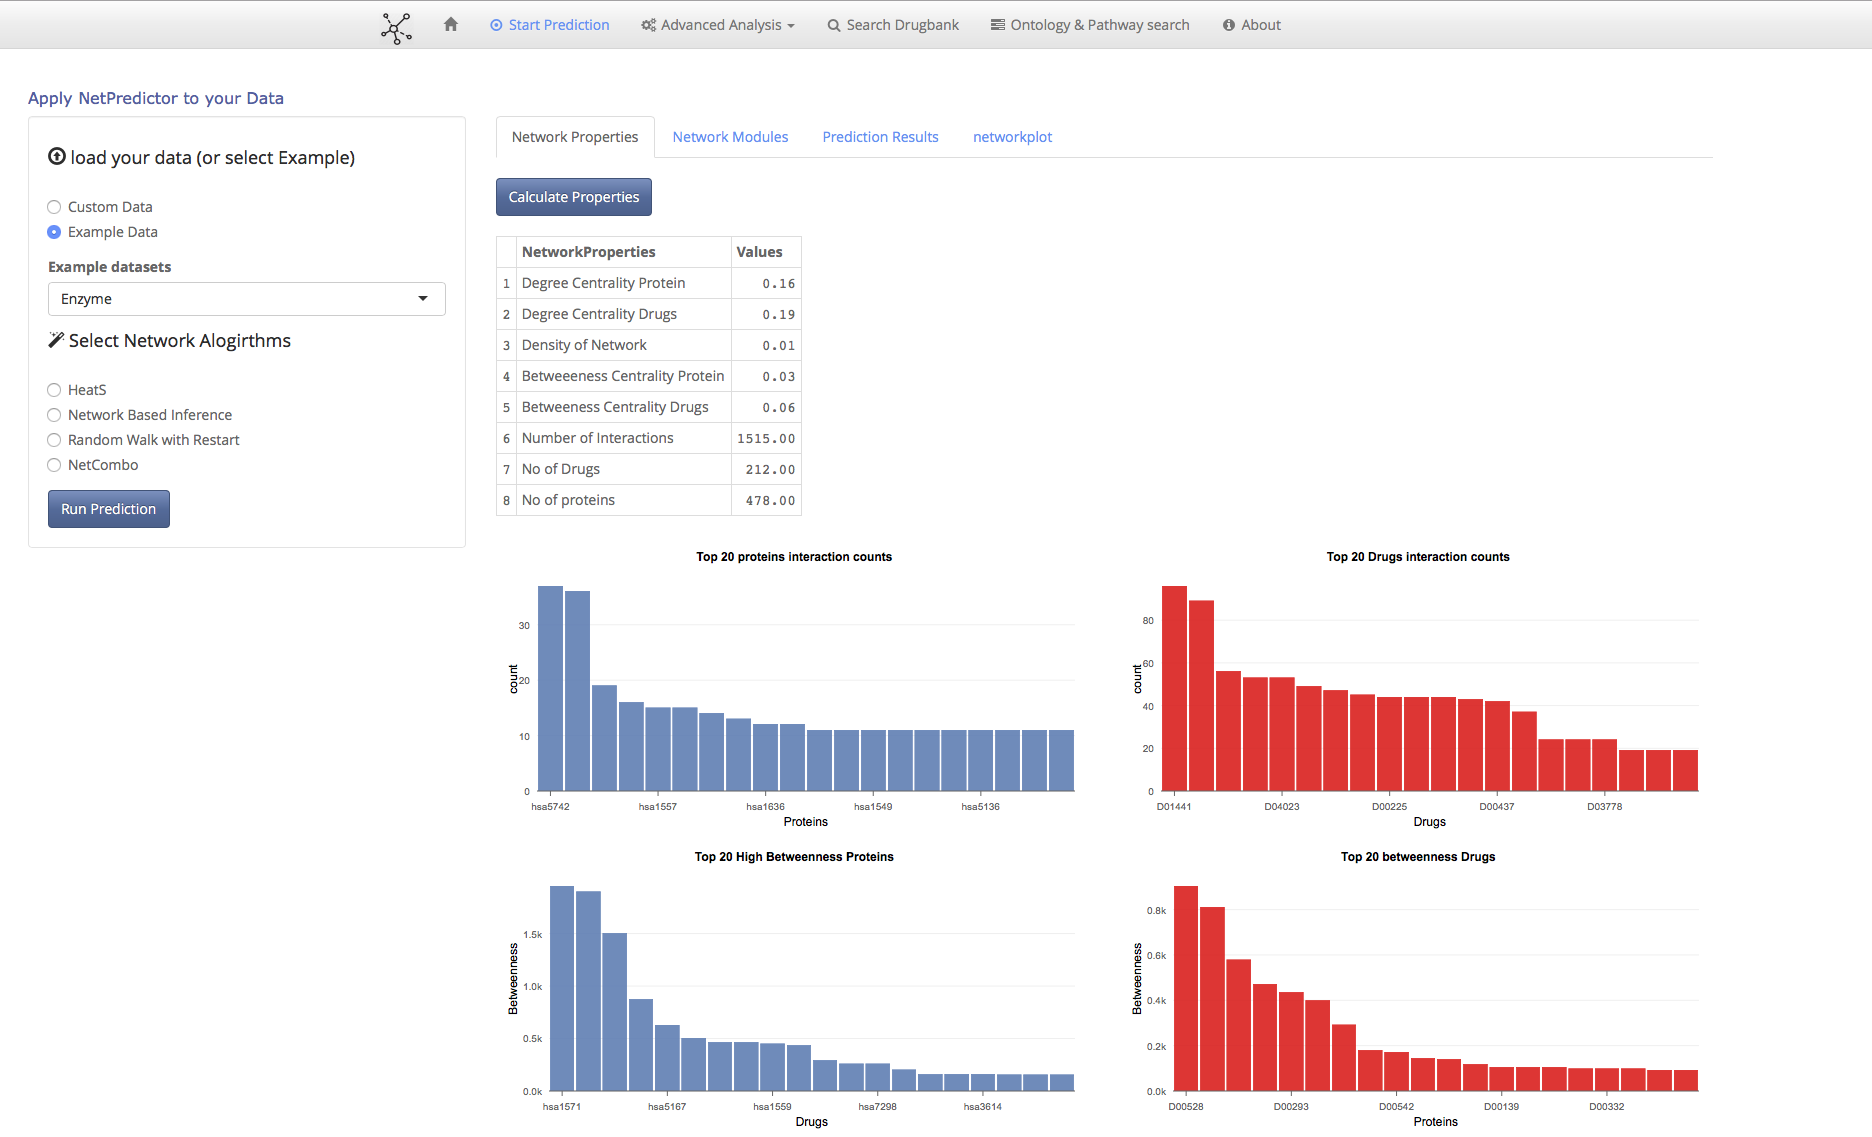 Start Prediction Advanced Analysis Search Drugbank Ontology & Pathway search About
Apply NetPredictor to your Data
load your data (or select Example)
Custom Data
Example Data
Example datasets
Enzyme
Select Network Alogirthms
HeatS
Network Based Inference
Random Walk with Restart
NetCombo
Run Prediction
Network Properties Network Modules Prediction Results networkplot
Calculate Properties
NetworkProperties Values
1 Degree Centrality Protein 0.16
2 Degree Centrality Drugs 0.19
3 Density of Network 0.01
4 Betweeeness Centrality Protein 0.03
5 Betweeness Centrality Drugs 0.06
6 Number of Interactions 1515.00
7 No of Drugs 212.00
8 No of proteins 478.00
Top 20 proteins interaction counts
30
20
10
0
count
hsa5742 hsa1557 hsa1636 hsa1549 hsa5136
Proteins
Top 20 Drugs interaction counts
80
60
40
20
0
count
D01441 D04023 D00225 D00437 D03778
Drugs
Top 20 High Betweenness Proteins
1.5k
1.0k
0.5k
0.0k
Betweenness
hsa1571 hsa5167 hsa1559 hsa7298 hsa3614
Drugs
Top 20 betweenness Drugs
0.8k
0.6k
0.4k
0.2k
0.0k
Betweenness
D00528 D00293 D00542 D00139 D00332
Proteins